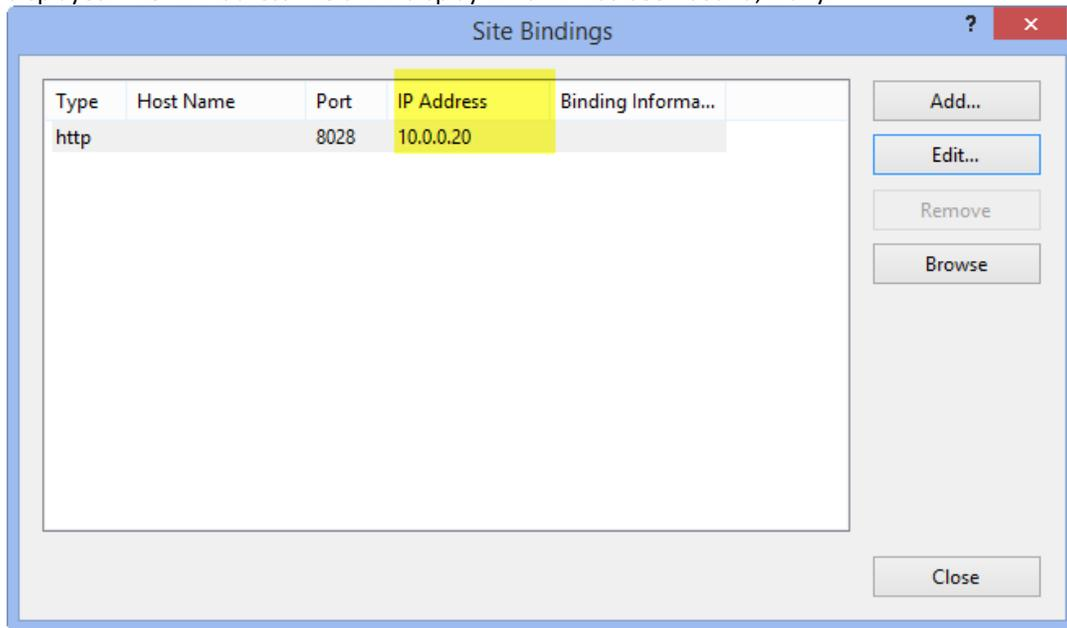 Site Bindings
?
Type Host Name Port IP Address Binding Informa...
http 8028 10.0.0.20
Add...
Edit...
Remove
Browse
Close